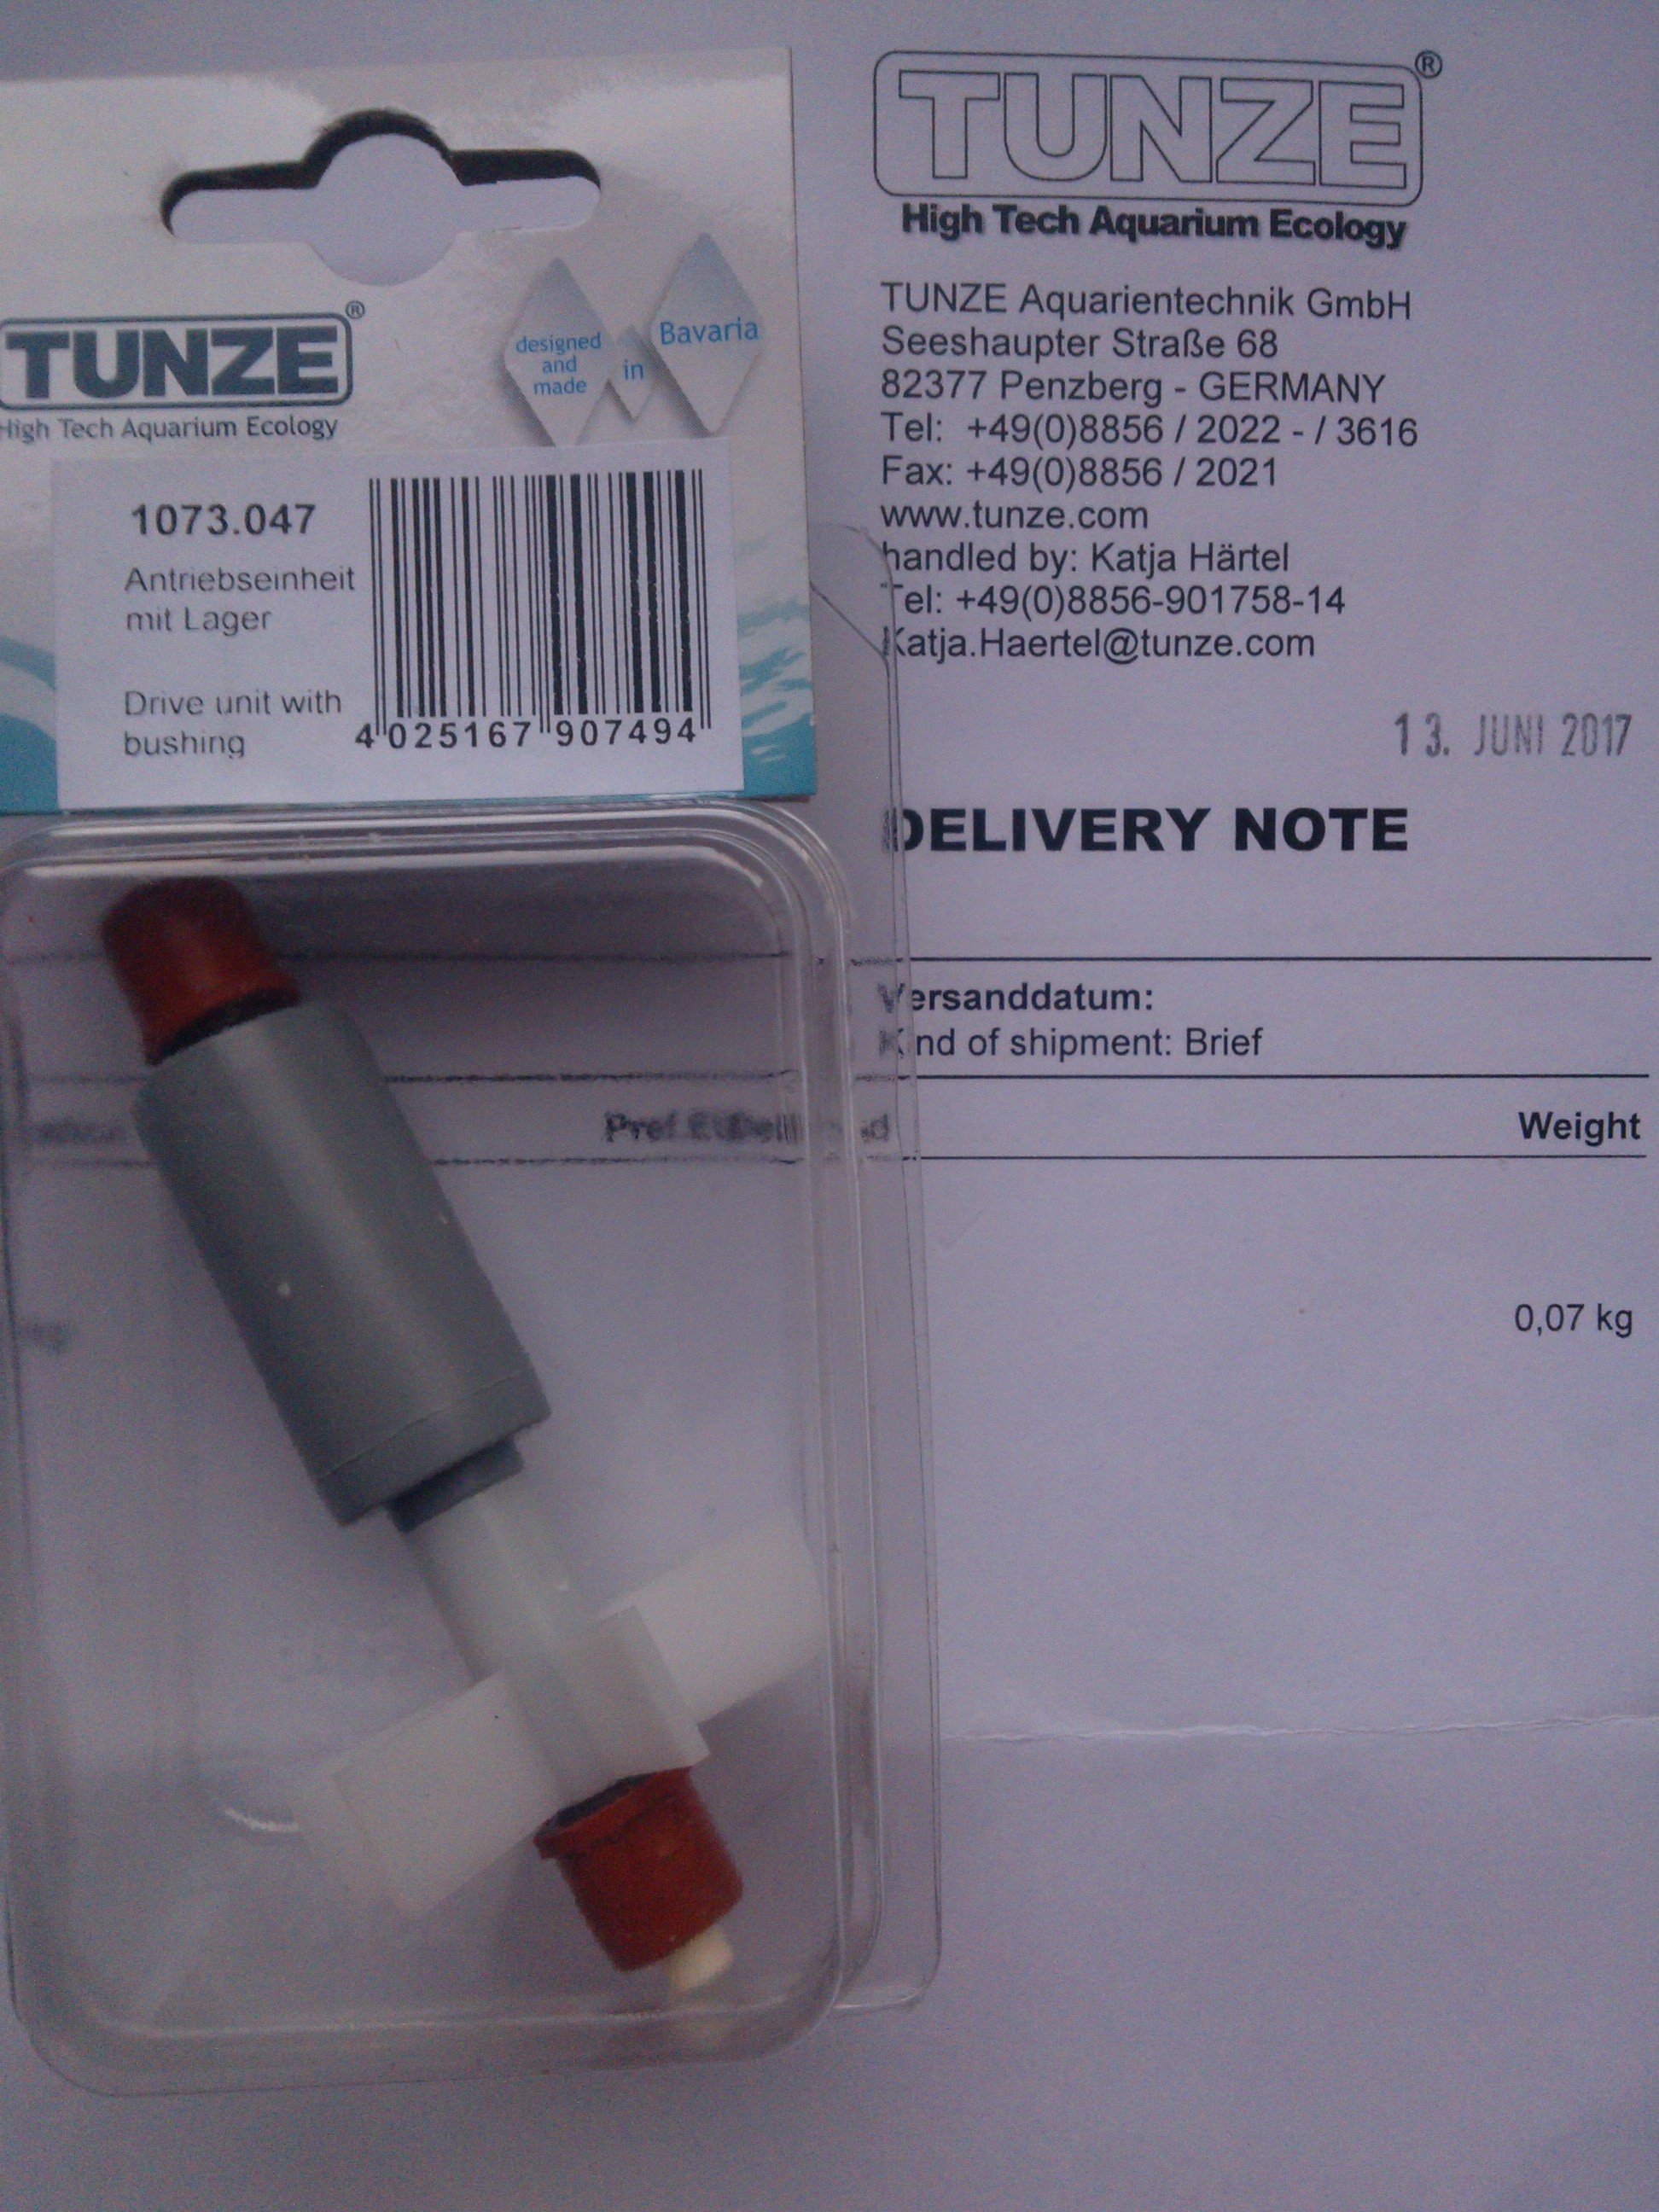 TUNZE®
High Tech Aquarium Ecology
designed
and
made
in
Bavaria
1073.047
Antriebseinheit
mit Lager
Drive unit with
bushing
4 025167 907494
TUNZE®
High Tech Aquarium Ecology
TUNZE Aquarientechnik GmbH
Seeshaupter Straße 68
82377 Penzberg - GERMANY
Tel: +49(0)8856 / 2022 - / 3616
Fax: +49(0)8856 / 2021
www.tunze.com
handled by: Katja Härtel
Tel: +49(0)8856-901758-14
Katja.Haertel@tunze.com
13. JUNI 2017
DELIVERY NOTE
Versanddatum:
Kind of shipment: Brief
Weight
0,07 kg